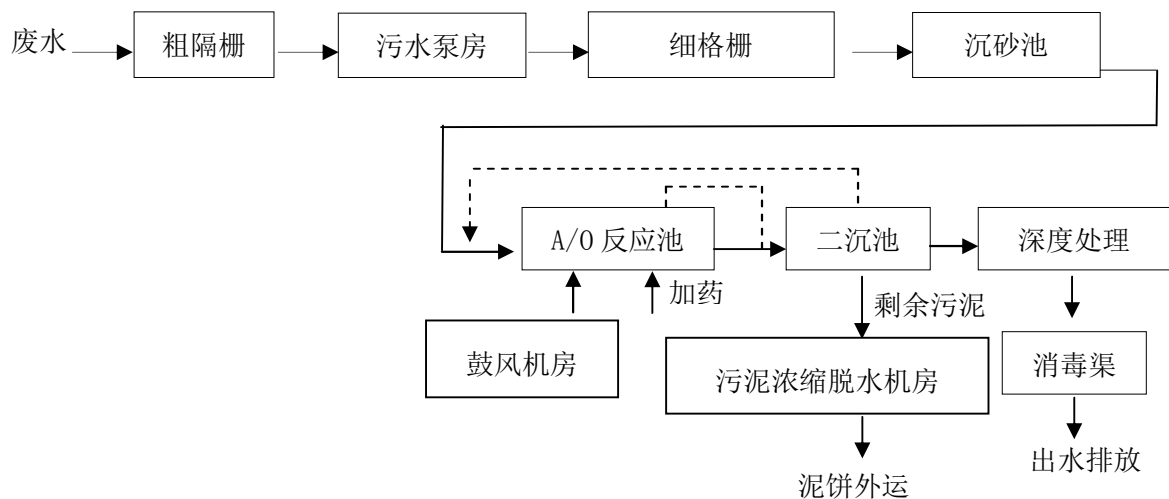 废水
粗隔栅
污水泵房
细格栅
沉砂池
A/O 反应池
二沉池
深度处理
加药
剩余污泥
鼓风机房
污泥浓缩脱水机房
消毒渠
出水排放
泥饼外运